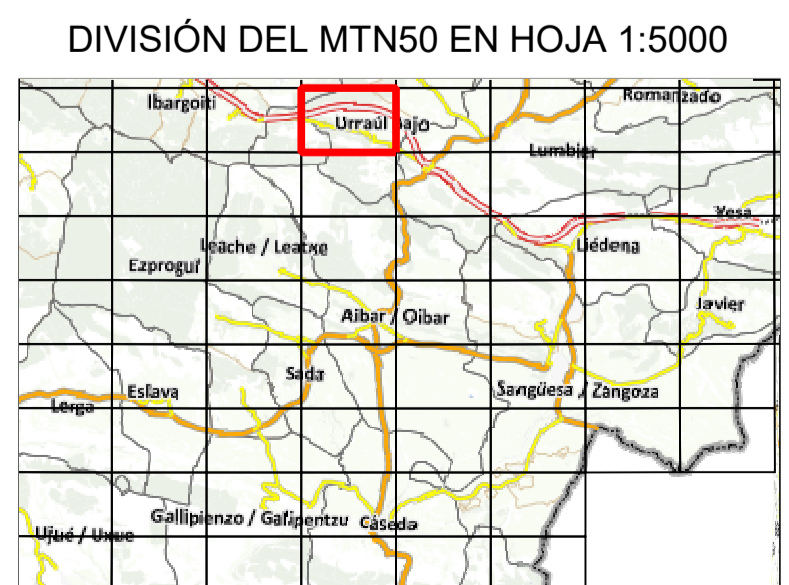 DIVISIÓN DEL MTN50 EN HOJA 1:5000
Ibargoiti
Romanzado
Urraúl Bajo
Lumbier
Yesa
Leache / Leatxe
Liédena
Ezprogui
Javier
Aibar / Oibar
Sada
Eslava
Sangüesa / Zangoza
Lerga
Gallipienzo / Galipentzu
Cáseda
Ujué / Uxue